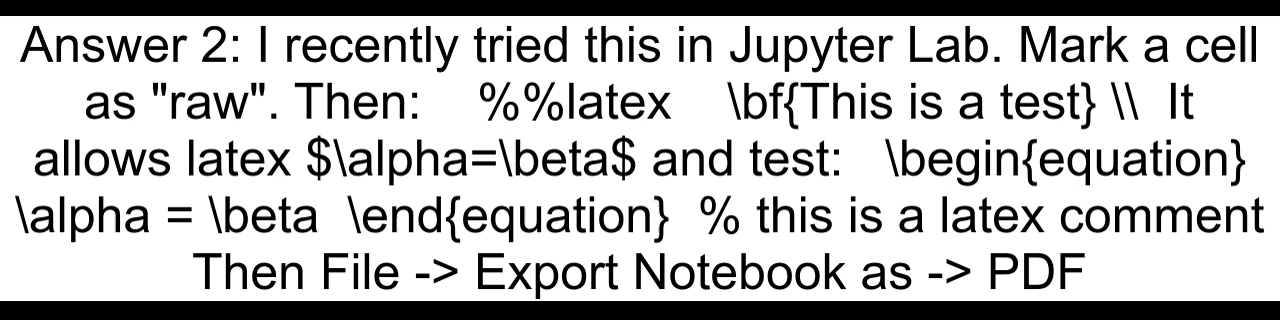 Answer 2: I recently tried this in Jupyter Lab. Mark a cell
as "raw". Then: %%latex \bf{This is a test} \\ It
allows latex $\alpha=\beta$ and test: \begin{equation}
\alpha = \beta \end{equation} % this is a latex comment
Then File -> Export Notebook as -> PDF